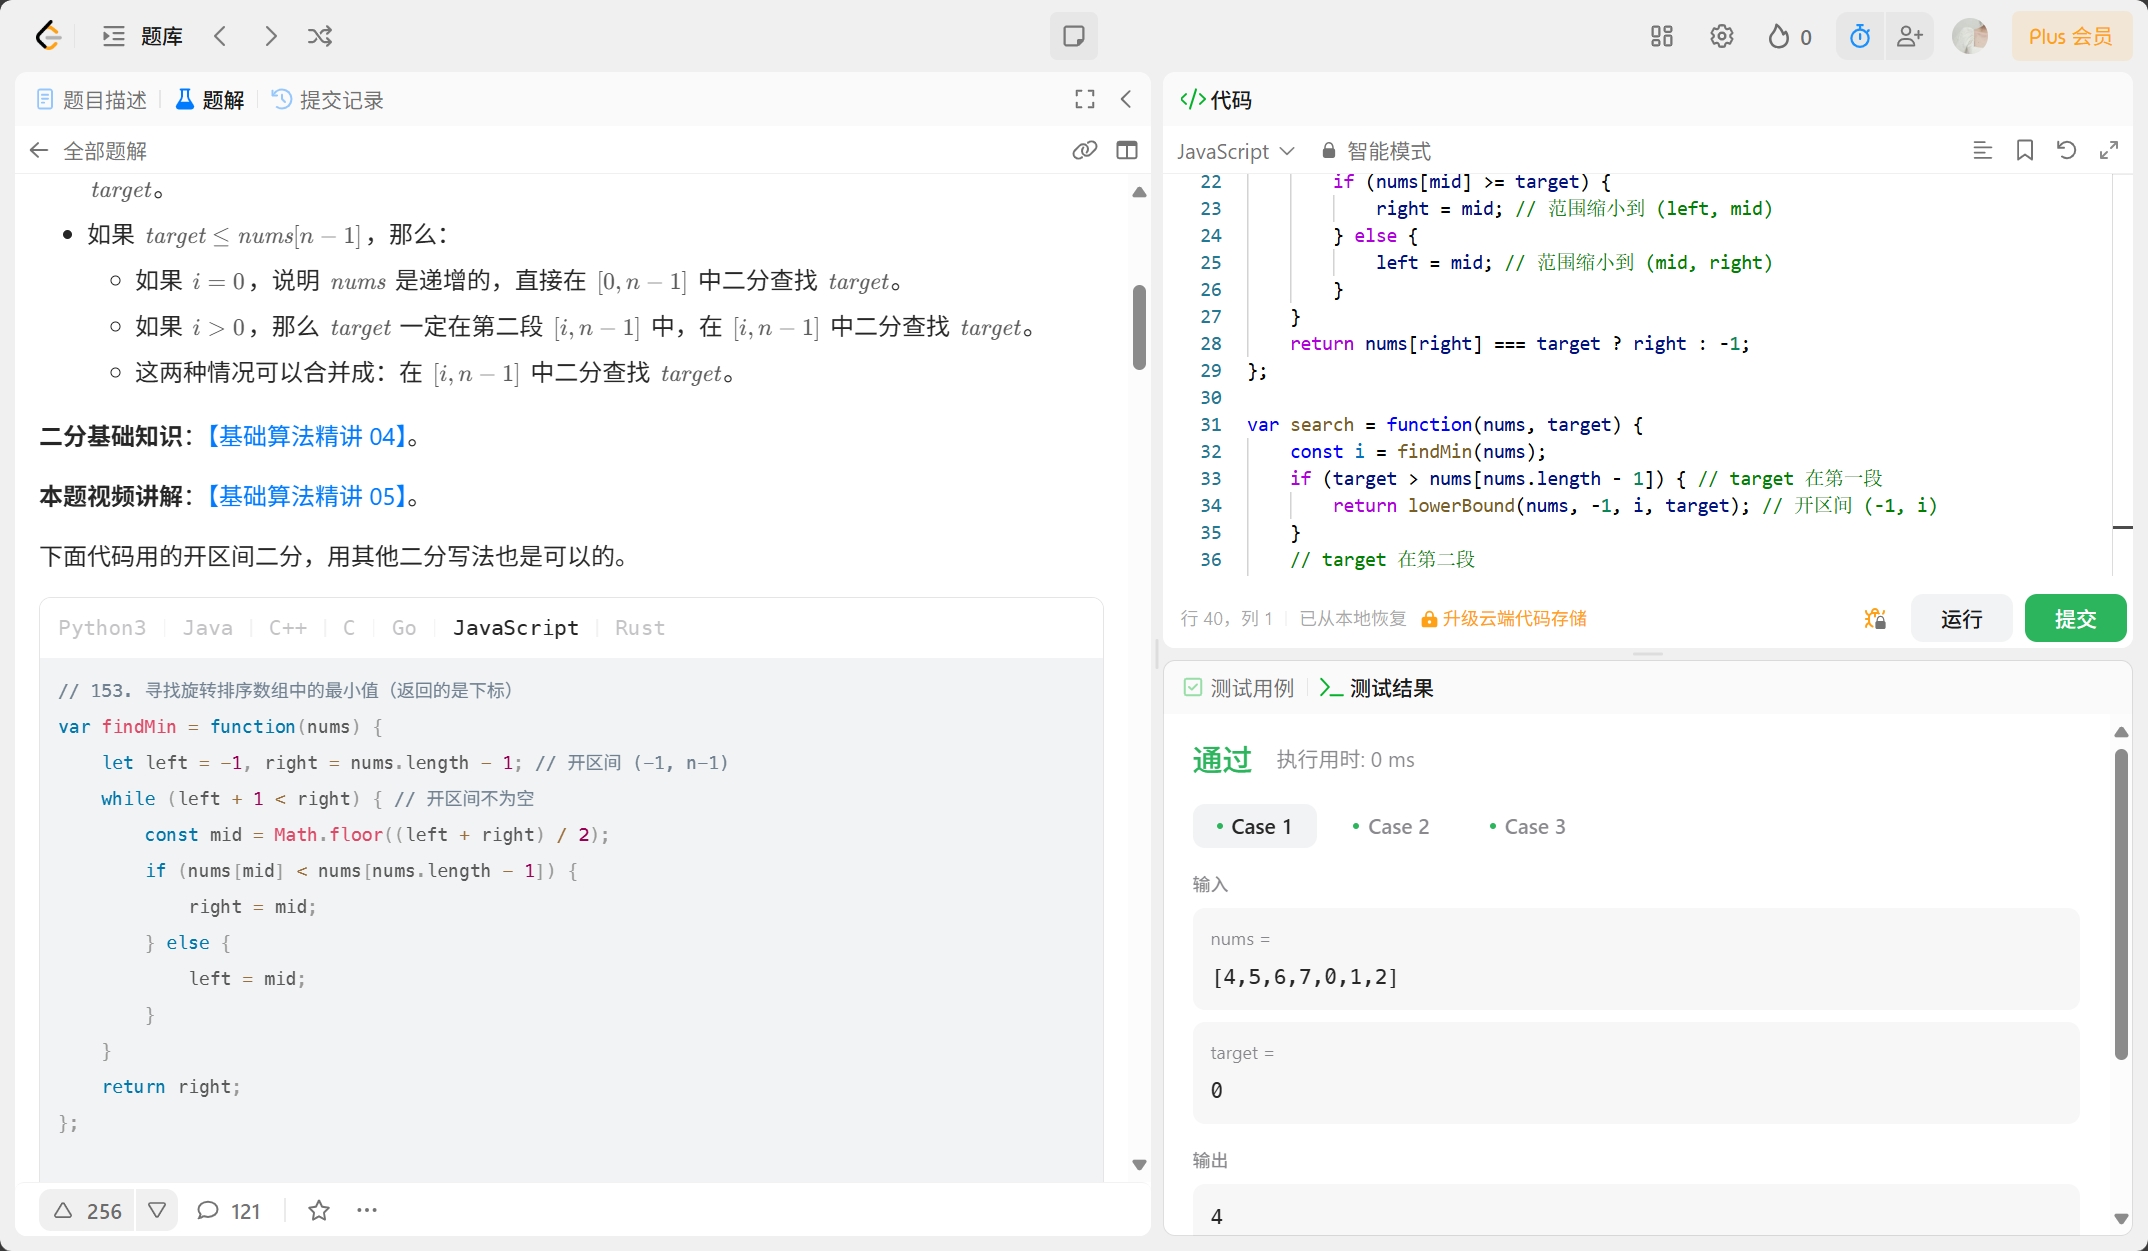 题库
0
Plus 会员
题目描述
题解
提交记录
全部题解
target。
如果 target ≤ nums[n − 1]，那么：
如果 i = 0，说明 nums 是递增的，直接在 [0, n − 1] 中二分查找 target。
如果 i > 0，那么 target 一定在第二段 [i, n − 1] 中，在 [i, n − 1] 中二分查找 target。
这两种情况可以合并成：在 [i, n − 1] 中二分查找 target。
二分基础知识：【基础算法精讲 04】。
本题视频讲解：【基础算法精讲 05】。
下面代码用的开区间二分，用其他二分写法也是可以的。
Python3 Java C++ C Go JavaScript Rust
// 153. 寻找旋转排序数组中的最小值（返回的是下标）
var findMin = function(nums) {
    let left = -1, right = nums.length - 1; // 开区间 (-1, n-1)
    while (left + 1 < right) { // 开区间不为空
        const mid = Math.floor((left + right) / 2);
        if (nums[mid] < nums[nums.length - 1]) {
            right = mid;
        } else {
            left = mid;
        }
    }
    return right;
};
256
121
代码
JavaScript
智能模式
22         if (nums[mid] >= target) {
23             right = mid; // 范围缩小到 (left, mid)
24         } else {
25             left = mid; // 范围缩小到 (mid, right)
26         }
27     }
28     return nums[right] === target ? right : -1;
29 };
30
31 var search = function(nums, target) {
32     const i = findMin(nums);
33     if (target > nums[nums.length - 1]) { // target 在第一段
34         return lowerBound(nums, -1, i, target); // 开区间 (-1, i)
35     }
36     // target 在第二段
行 40，列 1
已从本地恢复
升级云端代码存储
运行
提交
测试用例
测试结果
通过
执行用时: 0 ms
Case 1
Case 2
Case 3
输入
nums =
[4,5,6,7,0,1,2]
target =
0
输出
4